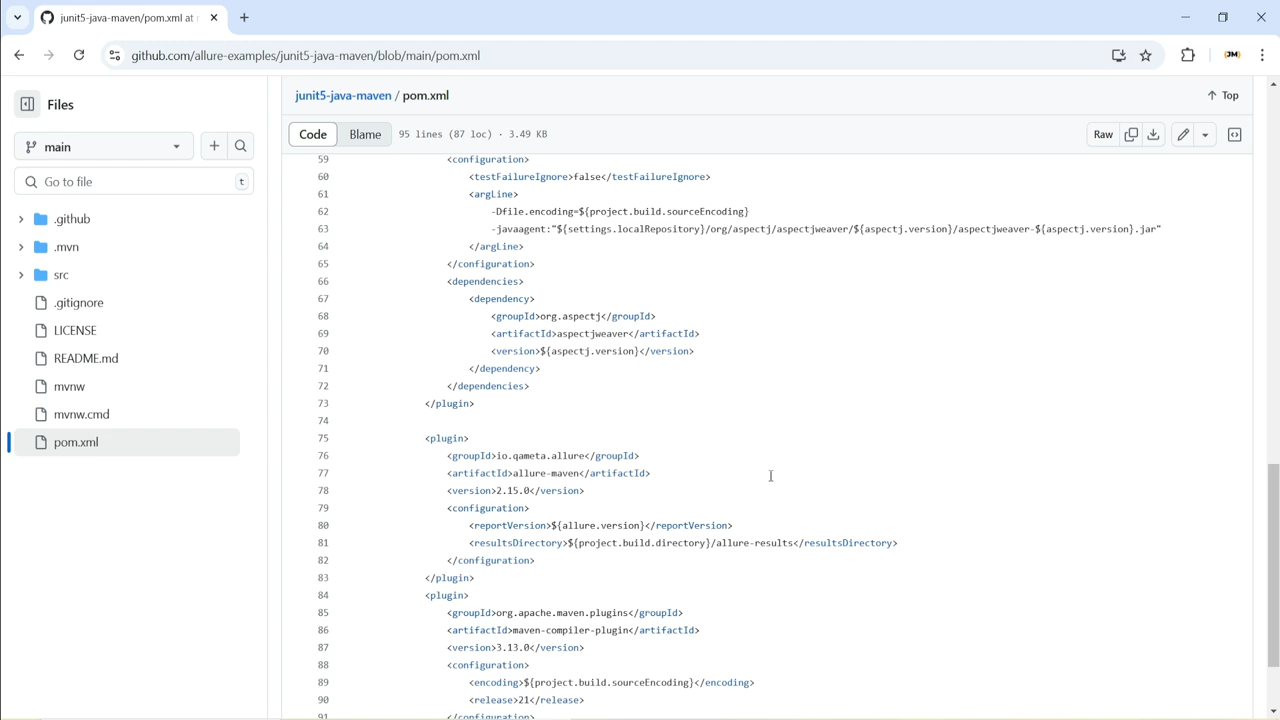 junit5-java-maven/pom.xml at
github.com/allure-examples/junit5-java-maven/blob/main/pom.xml
JM
Files
main
Go to file
t
.github
.mvn
src
.gitignore
LICENSE
README.md
mvnw
mvnw.cmd
pom.xml
junit5-java-maven / pom.xml
Top
Code
Blame
95 lines (87 loc) · 3.49 KB
Raw
59 <configuration>
60 <testFailureIgnore>false</testFailureIgnore>
61 <argLine>
62 -Dfile.encoding=${project.build.sourceEncoding}
63 -javaagent:"${settings.localRepository}/org/aspectj/aspectjweaver/${aspectj.version}/aspectjweaver-${aspectj.version}.jar"
64 </argLine>
65 </configuration>
66 <dependencies>
67 <dependency>
68 <groupId>org.aspectj</groupId>
69 <artifactId>aspectjweaver</artifactId>
70 <version>${aspectj.version}</version>
71 </dependency>
72 </dependencies>
73 </plugin>
74
75 <plugin>
76 <groupId>io.qameta.allure</groupId>
77 <artifactId>allure-maven</artifactId>
78 <version>2.15.0</version>
79 <configuration>
80 <reportVersion>${allure.version}</reportVersion>
81 <resultsDirectory>${project.build.directory}/allure-results</resultsDirectory>
82 </configuration>
83 </plugin>
84 <plugin>
85 <groupId>org.apache.maven.plugins</groupId>
86 <artifactId>maven-compiler-plugin</artifactId>
87 <version>3.13.0</version>
88 <configuration>
89 <encoding>${project.build.sourceEncoding}</encoding>
90 <release>21</release>
91 </configuration>